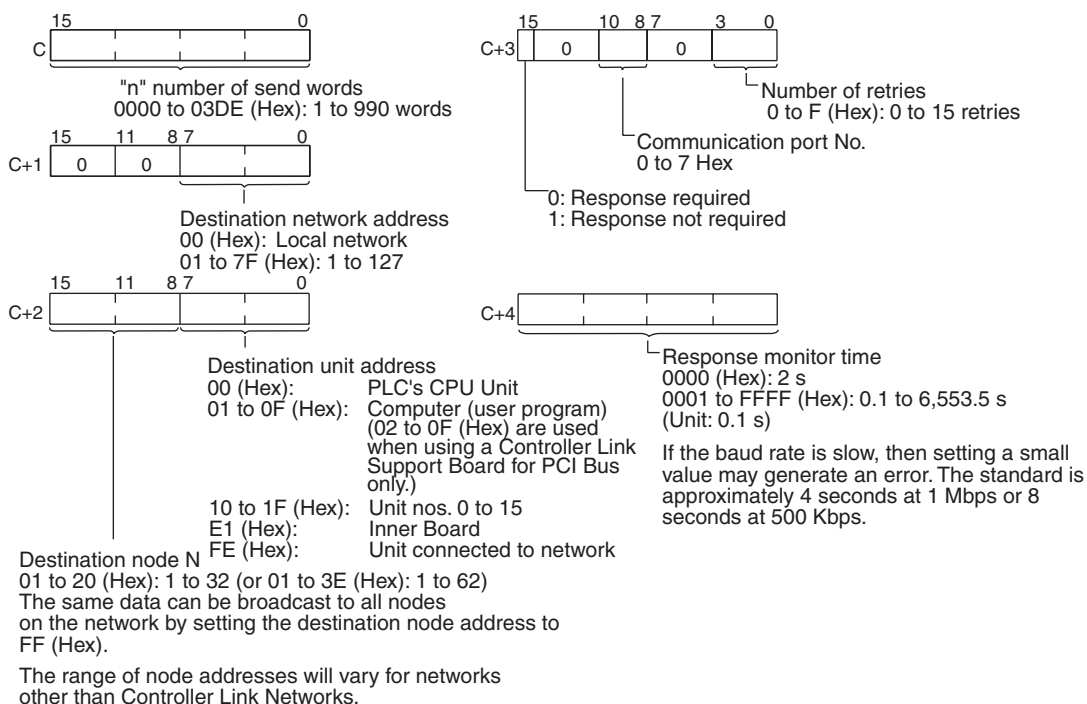 15 0
C
"n" number of send words
0000 to 03DE (Hex): 1 to 990 words
15 11 8 7 0
C+1 0 0
Destination network address
00 (Hex): Local network
01 to 7F (Hex): 1 to 127
15 11 8 7 0
C+2
Destination unit address
00 (Hex): PLC's CPU Unit
01 to 0F (Hex): Computer (user program)
(02 to 0F (Hex) are used
when using a Controller Link
Support Board for PCI Bus
only.)
10 to 1F (Hex): Unit nos. 0 to 15
E1 (Hex): Inner Board
FE (Hex): Unit connected to network
Destination node N
01 to 20 (Hex): 1 to 32 (or 01 to 3E (Hex): 1 to 62)
The same data can be broadcast to all nodes
on the network by setting the destination node address to
FF (Hex).
The range of node addresses will vary for networks
other than Controller Link Networks.
15 10 8 7 3 0
C+3 0 0
Number of retries
0 to F (Hex): 0 to 15 retries
Communication port No.
0 to 7 Hex
0: Response required
1: Response not required
C+4
Response monitor time
0000 (Hex): 2 s
0001 to FFFF (Hex): 0.1 to 6,553.5 s
(Unit: 0.1 s)
If the baud rate is slow, then setting a small
value may generate an error. The standard is
approximately 4 seconds at 1 Mbps or 8
seconds at 500 Kbps.